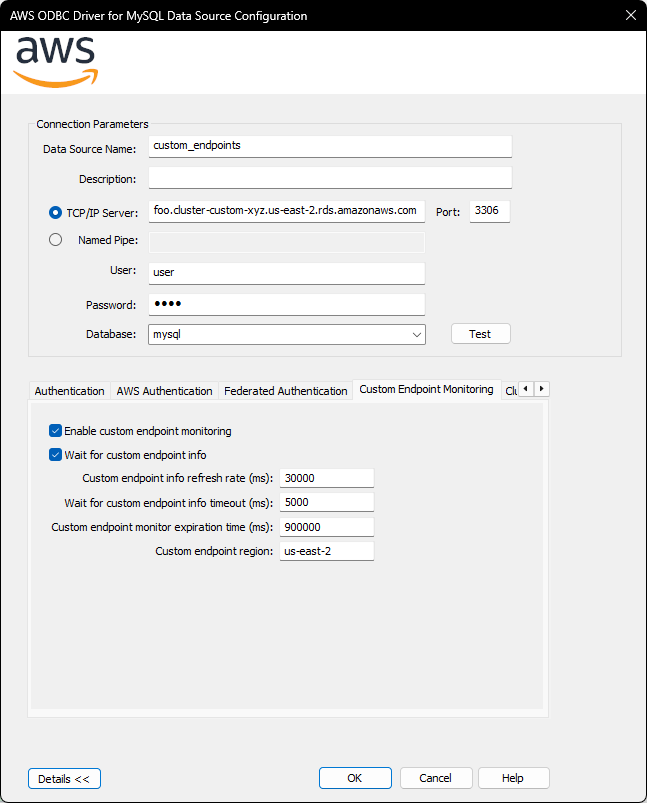 AWS ODBC Driver for MySQL Data Source Configuration
aws
Connection Parameters
Data Source Name: custom_endpoints
Description:
TCP/IP Server: foo.cluster-custom-xyz.us-east-2.rds.amazonaws.com Port: 3306
Named Pipe:
User: user
Password: ••••
Database: mysql Test
Authentication AWS Authentication Federated Authentication Custom Endpoint Monitoring
Enable custom endpoint monitoring
Wait for custom endpoint info
Custom endpoint info refresh rate (ms): 30000
Wait for custom endpoint info timeout (ms): 5000
Custom endpoint monitor expiration time (ms): 900000
Custom endpoint region: us-east-2
Details << OK Cancel Help